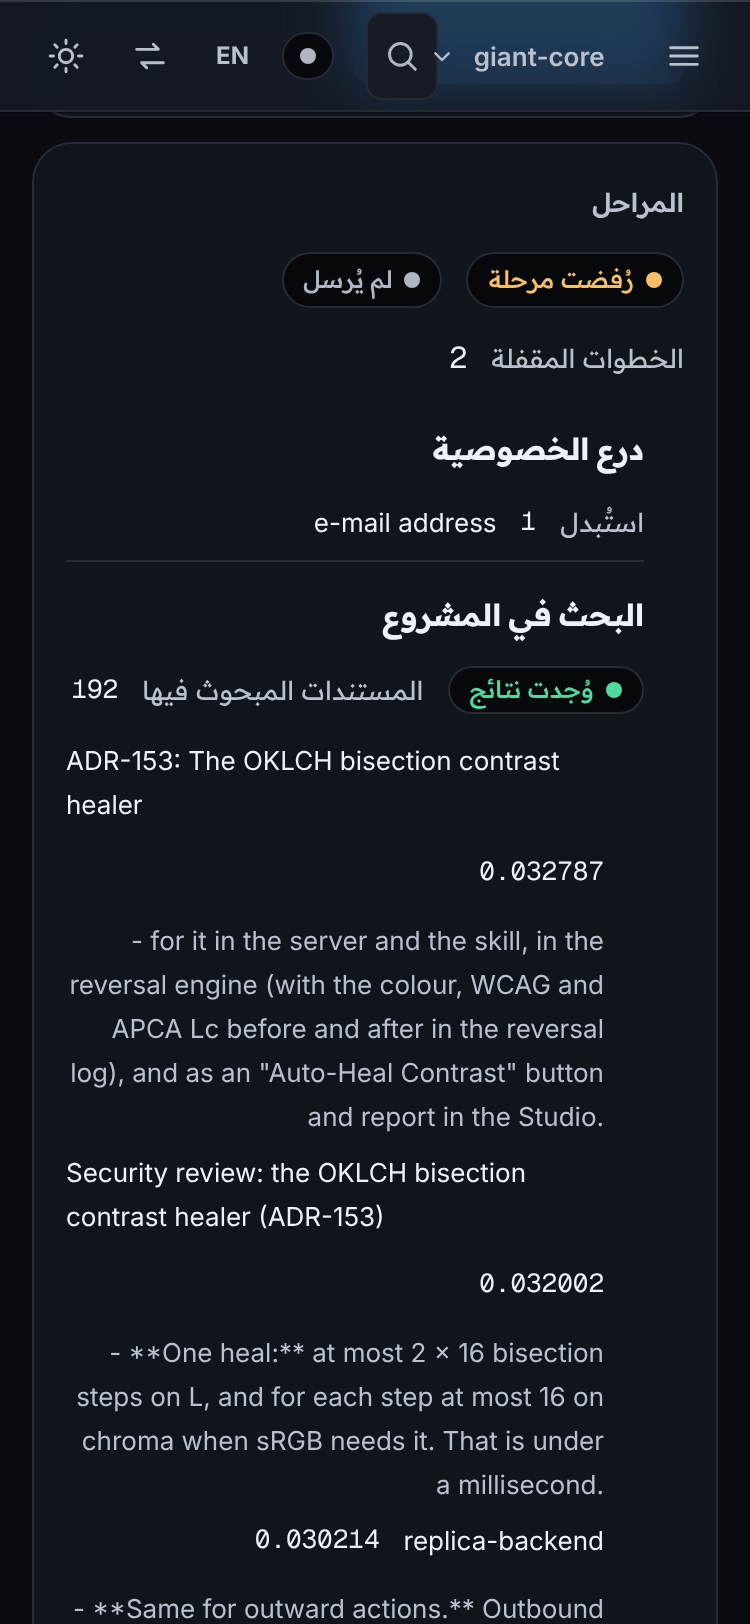 EN
giant-core
المراحل
رُفضت مرحلة
لم يُرسل
الخطوات المقفلة 2
درع الخصوصية
استُبدل 1 e-mail address
البحث في المشروع
وُجدت نتائج
المستندات المبحوث فيها 192
ADR-153: The OKLCH bisection contrast
healer
0.032787
- for it in the server and the skill, in the
reversal engine (with the colour, WCAG and
APCA Lc before and after in the reversal
log), and as an "Auto-Heal Contrast" button
and report in the Studio.
Security review: the OKLCH bisection
contrast healer (ADR-153)
0.032002
- **One heal:** at most 2 × 16 bisection
steps on L, and for each step at most 16 on
chroma when sRGB needs it. That is under
a millisecond.
replica-backend 0.030214
- **Same for outward actions.** Outbound